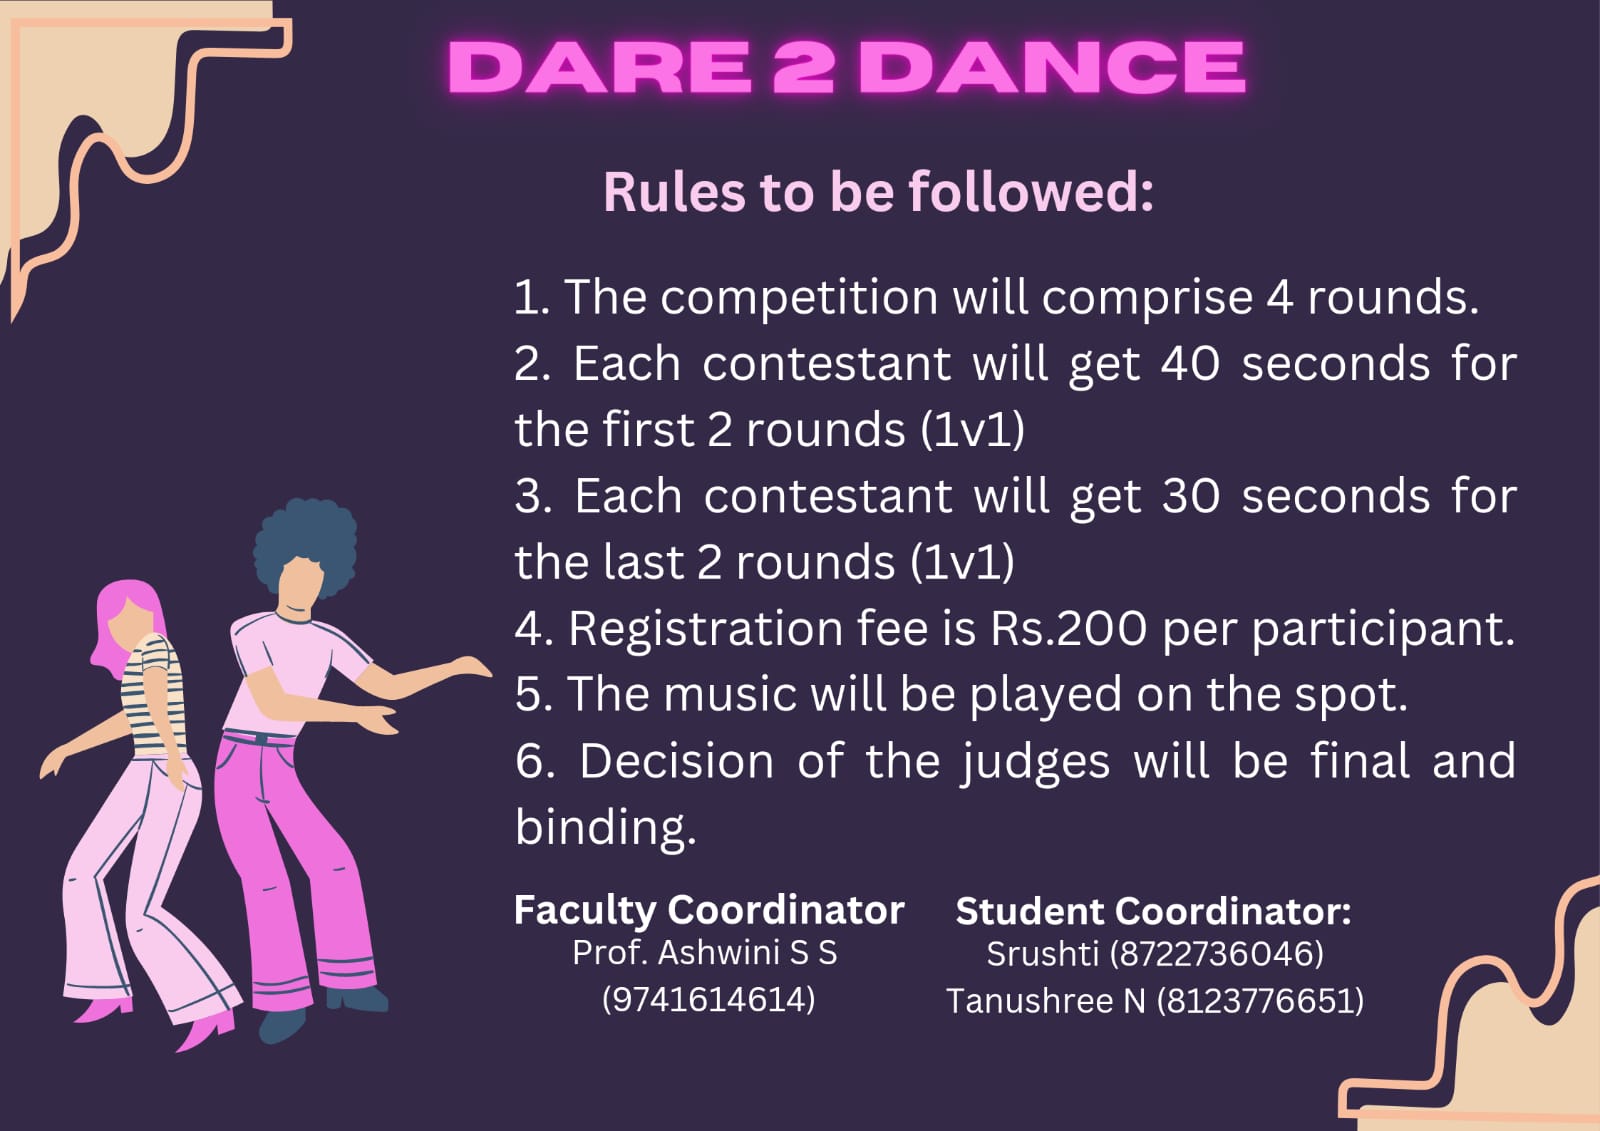 DARE 2 DANCE
Rules to be followed:
1. The competition will comprise 4 rounds.
2. Each contestant will get 40 seconds for
the first 2 rounds (1v1)
3. Each contestant will get 30 seconds for
the last 2 rounds (1v1)
4. Registration fee is Rs.200 per participant.
5. The music will be played on the spot.
6. Decision of the judges will be final and
binding.
Faculty Coordinator
Prof. Ashwini S S
(9741614614)
Student Coordinator:
Srushti (8722736046)
Tanushree N (8123776651)